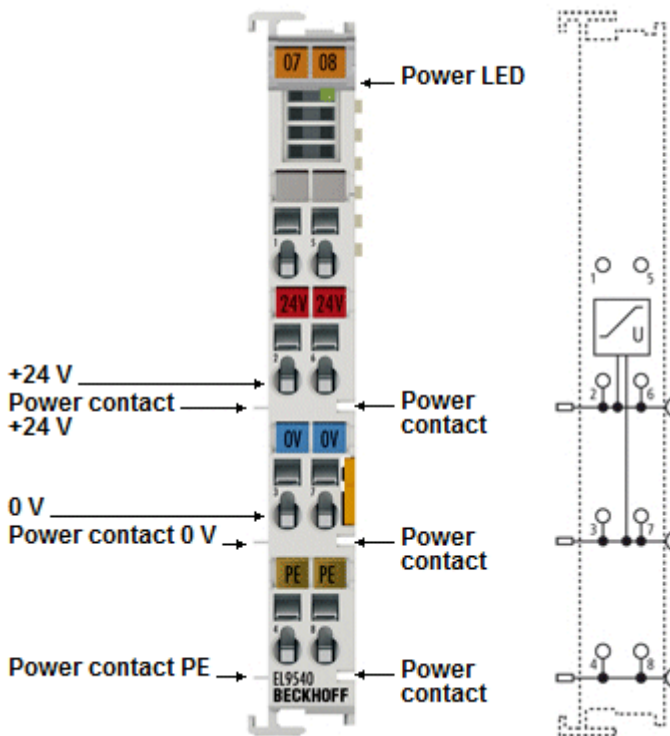 07 08
Power LED
1 5
1 5
24V 24V
U
2 6
+24 V
2 6
Power contact
+24 V
Power
contact
0V 0V
3 7
0 V
3 7
Power contact 0 V
Power
contact
PE PE
4 8
4 8
Power contact PE
Power
contact
EL9540
BECKHOFF